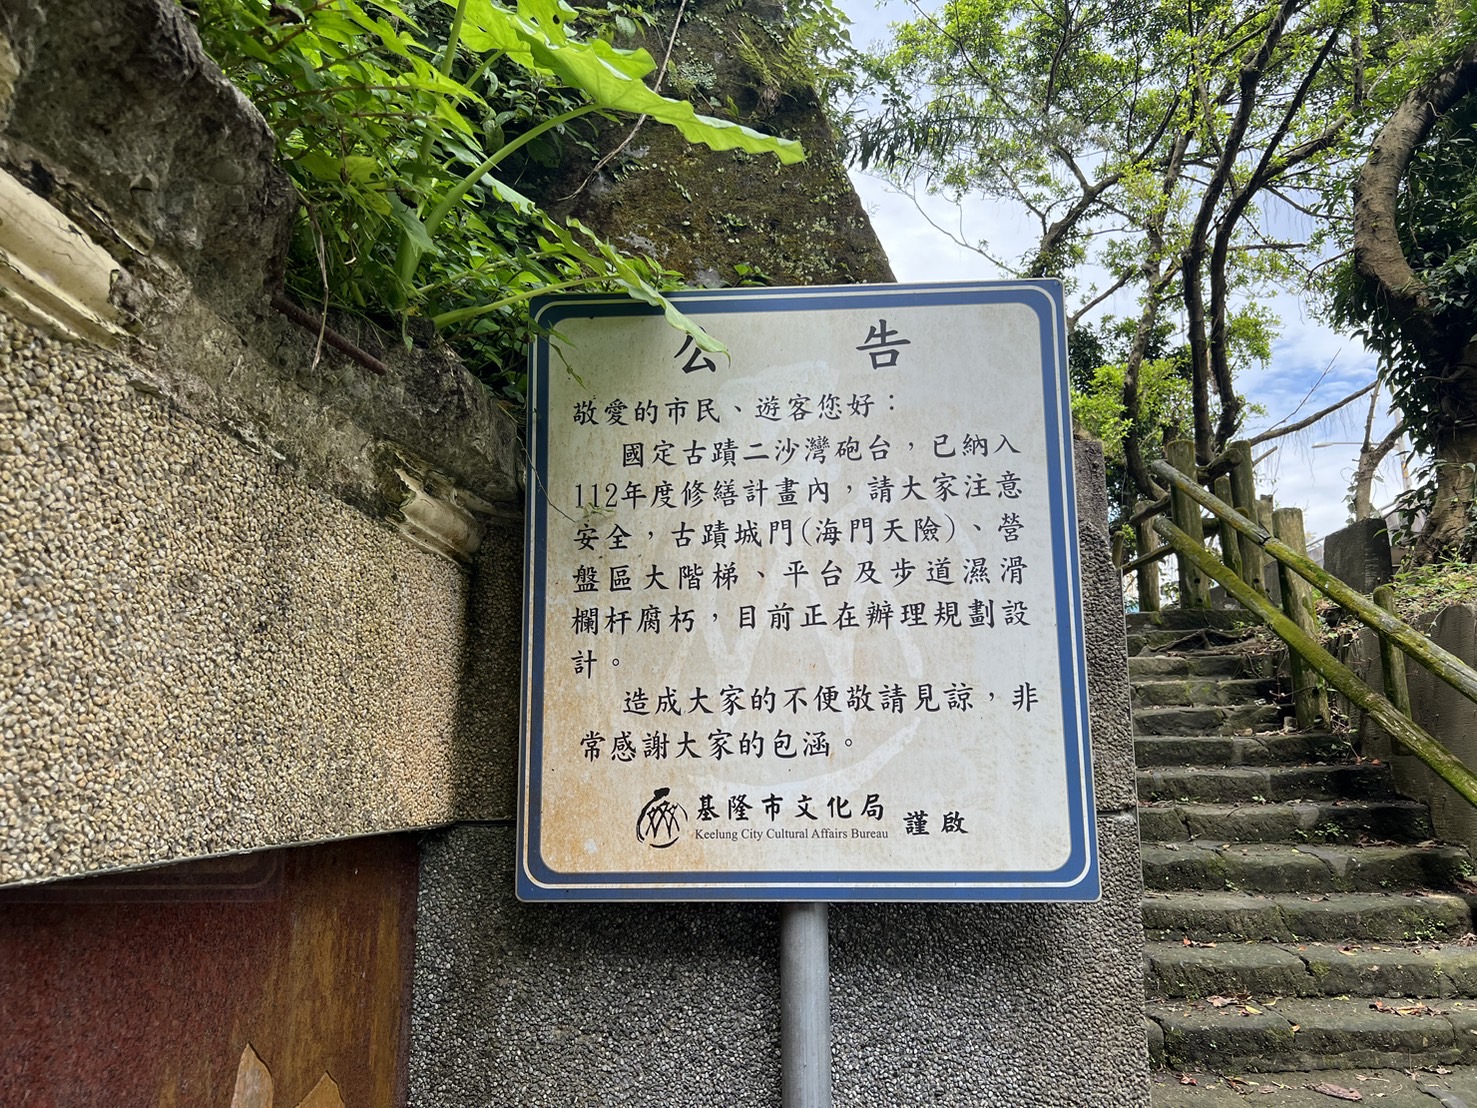 公 告
敬愛的市民、遊客您好：
國定古蹟二沙灣砲台，已納入
112年度修繕計畫內，請大家注意
安全，古蹟城門(海門天險)、營
盤區大階梯、平台及步道濕滑
欄杆腐朽，目前正在辦理規劃設
計。
造成大家的不便敬請見諒，非
常感謝大家的包涵。
基隆市文化局 謹啟
Keelung City Cultural Affairs Bureau